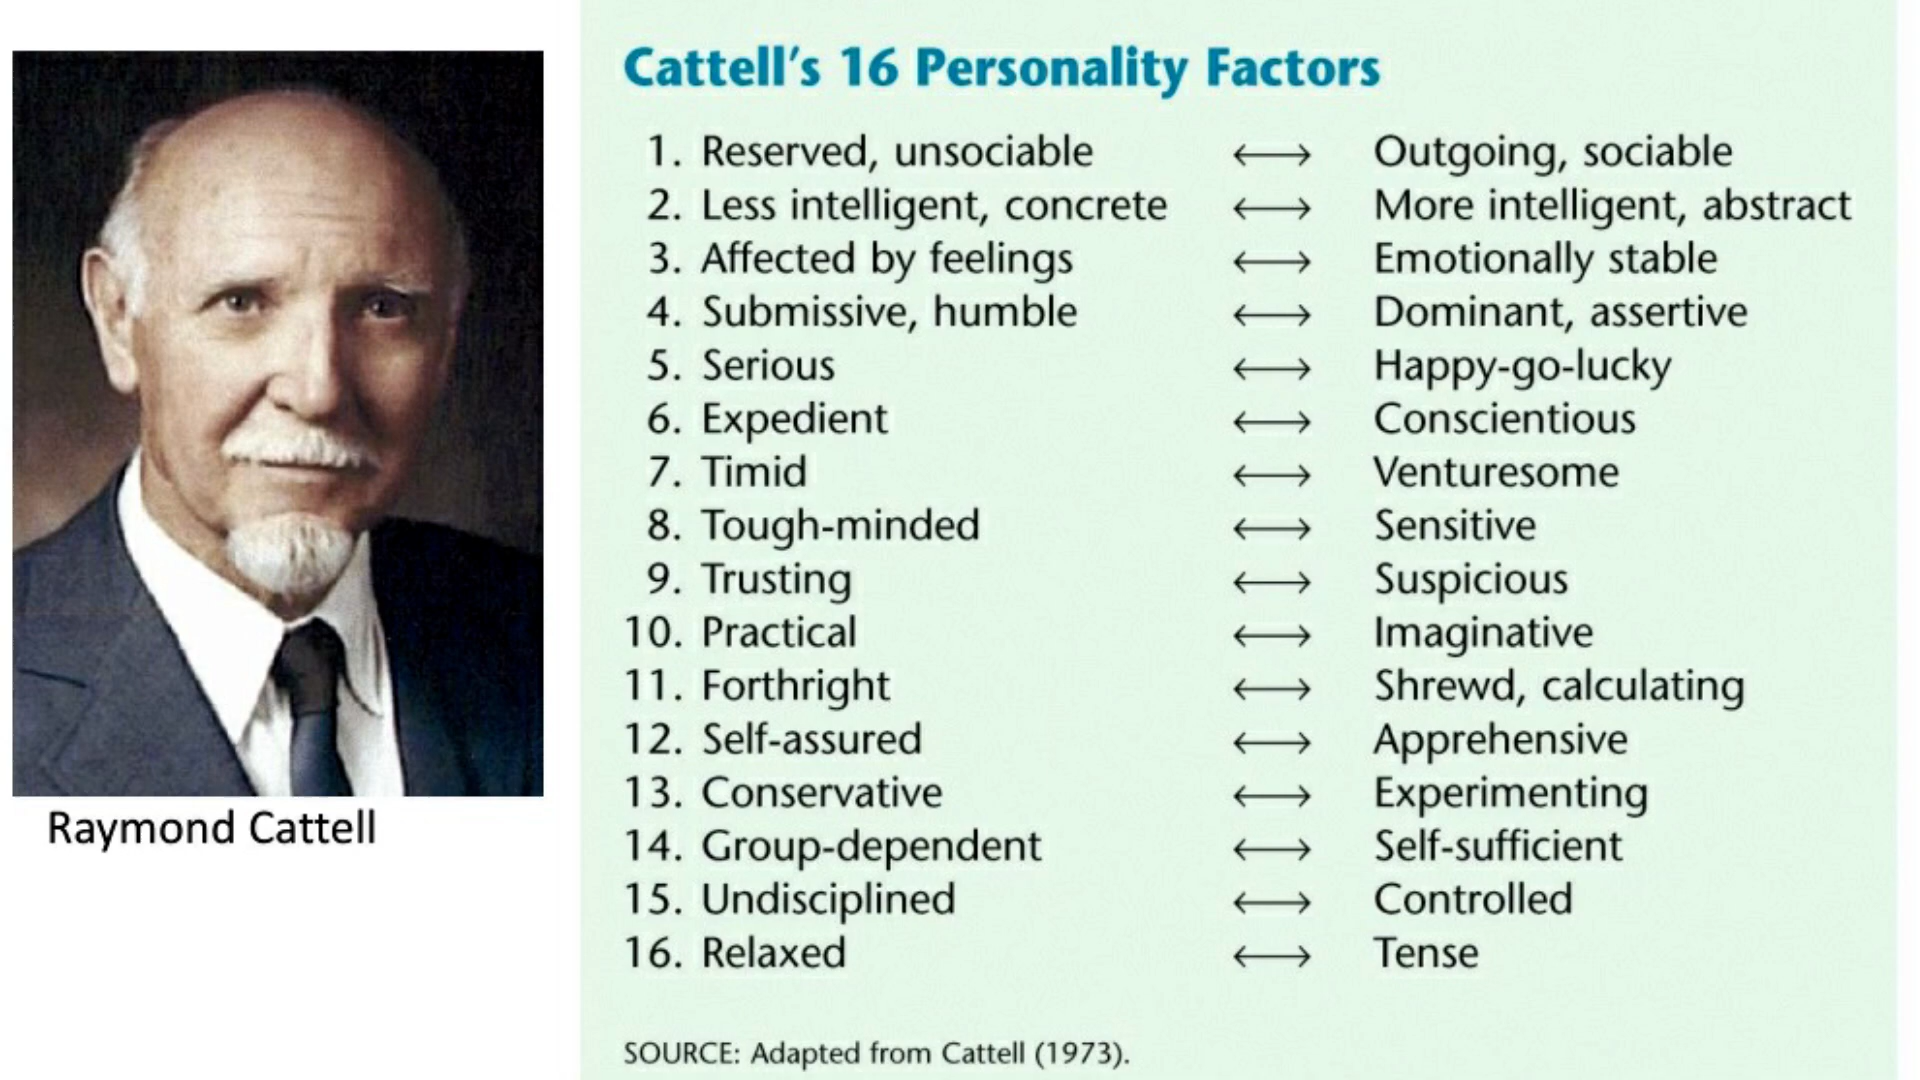 Cattell's 16 Personality Factors
1. Reserved, unsociable ⟷ Outgoing, sociable
2. Less intelligent, concrete ⟷ More intelligent, abstract
3. Affected by feelings ⟷ Emotionally stable
4. Submissive, humble ⟷ Dominant, assertive
5. Serious ⟷ Happy-go-lucky
6. Expedient ⟷ Conscientious
7. Timid ⟷ Venturesome
8. Tough-minded ⟷ Sensitive
9. Trusting ⟷ Suspicious
10. Practical ⟷ Imaginative
11. Forthright ⟷ Shrewd, calculating
12. Self-assured ⟷ Apprehensive
13. Conservative ⟷ Experimenting
14. Group-dependent ⟷ Self-sufficient
15. Undisciplined ⟷ Controlled
16. Relaxed ⟷ Tense
SOURCE: Adapted from Cattell (1973).
Raymond Cattell